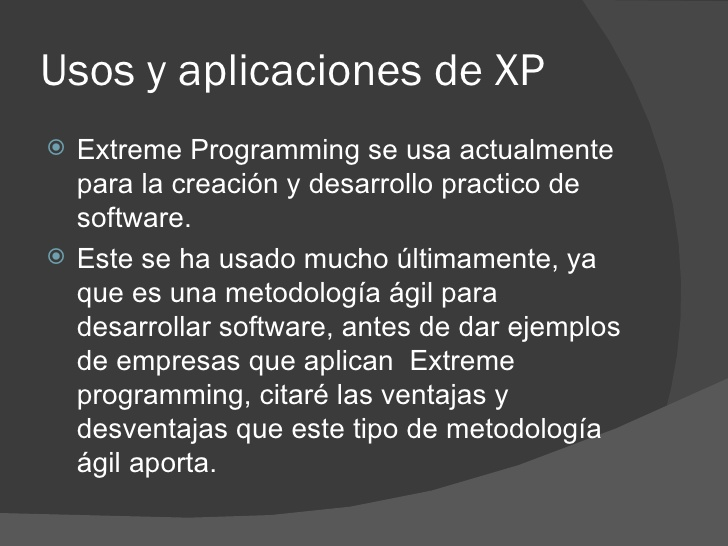 Usos y aplicaciones de XP
Extreme Programming se usa actualmente
para la creación y desarrollo practico de
software.
Este se ha usado mucho últimamente, ya
que es una metodología ágil para
desarrollar software, antes de dar ejemplos
de empresas que aplican  Extreme
programming, citaré las ventajas y
desventajas que este tipo de metodología
ágil aporta.